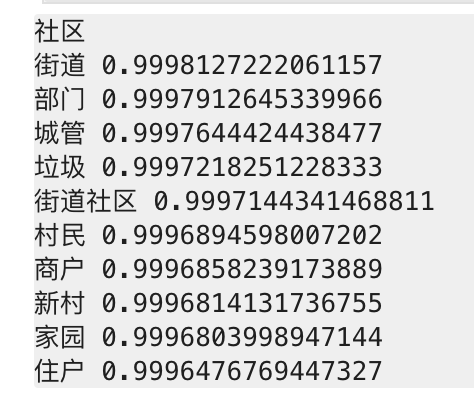 社区
街道 0.9998127222061157
部门 0.9997912645339966
城管 0.9997644424438477
垃圾 0.9997218251228333
街道社区 0.9997144341468811
村民 0.9996894598007202
商户 0.9996858239173889
新村 0.9996814131736755
家园 0.9996803998947144
住户 0.9996476769447327